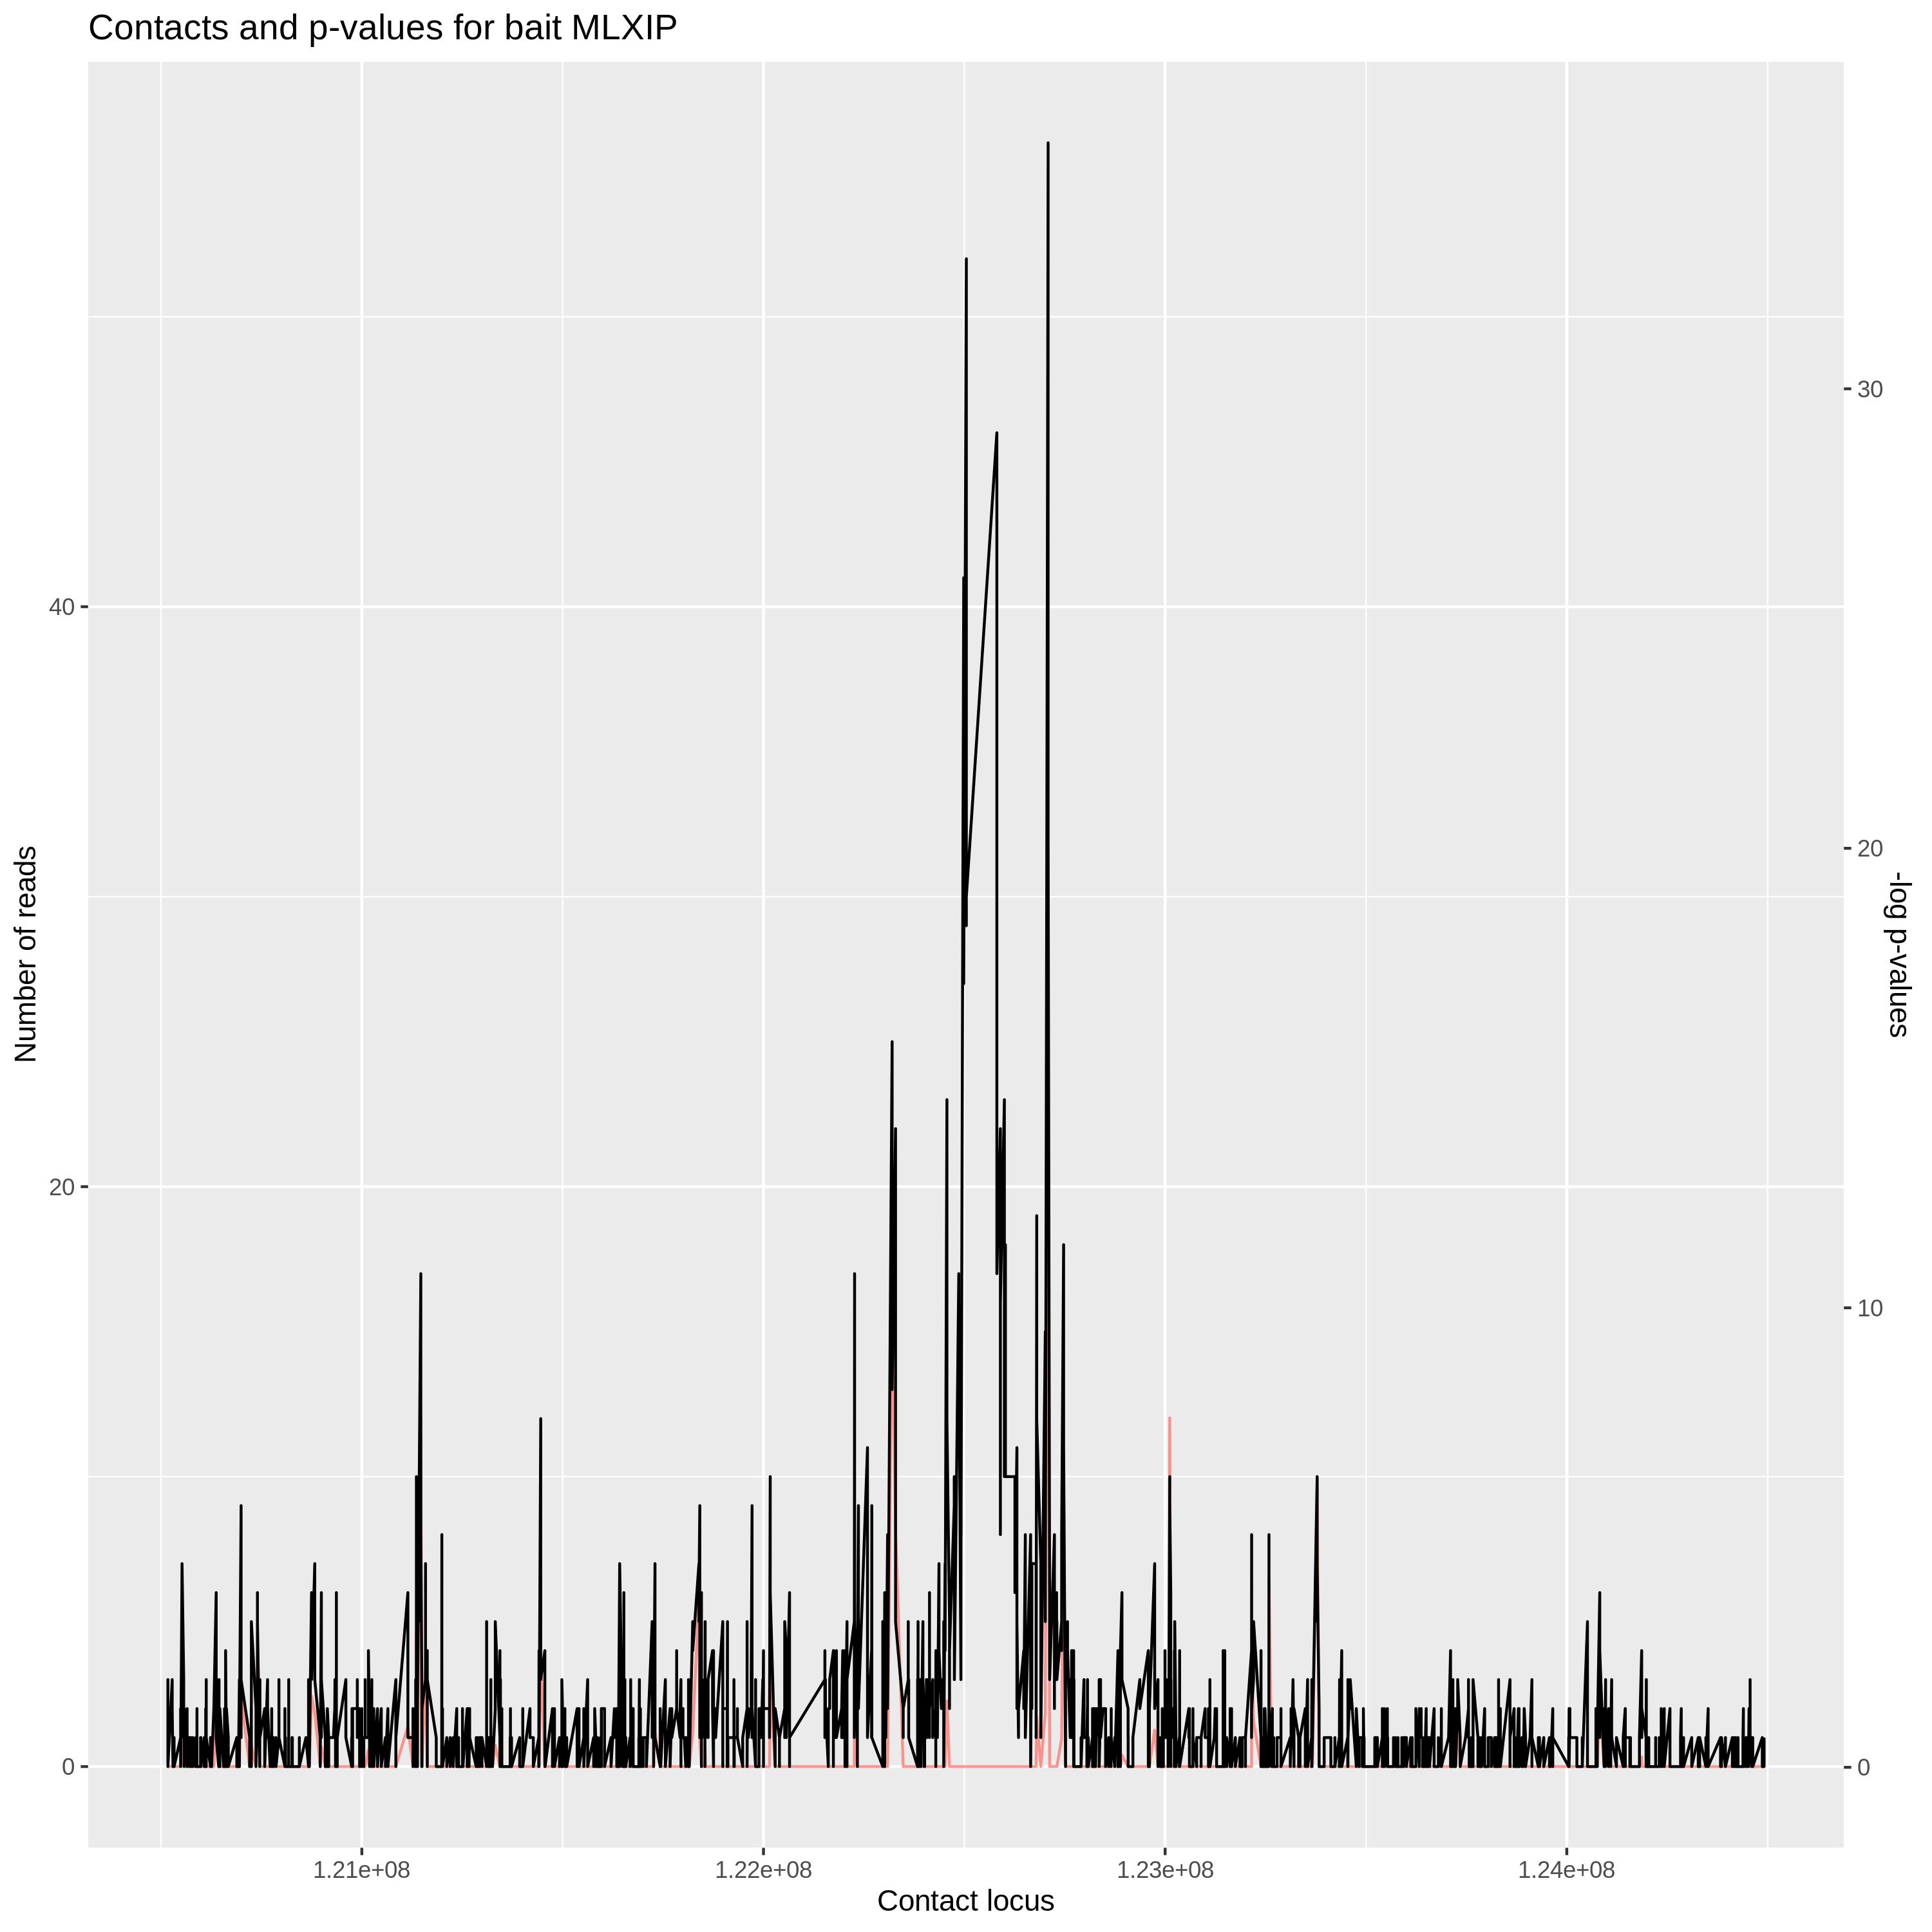 Contacts and p-values for bait MLXIP
Number of reads
40
20
0
30
20
10
0
-log p-values
1.21e+08
1.22e+08
1.23e+08
1.24e+08
Contact locus